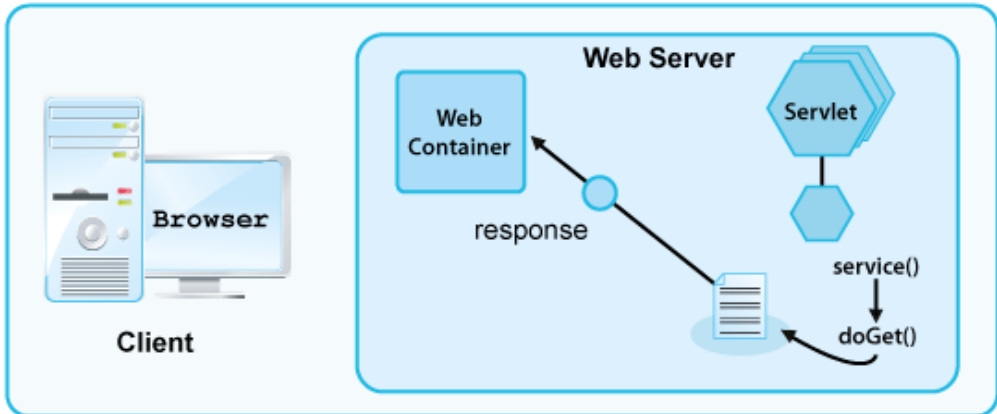 Web Server
Web
Container
Servlet
Browser
response
service()
doGet()
Client